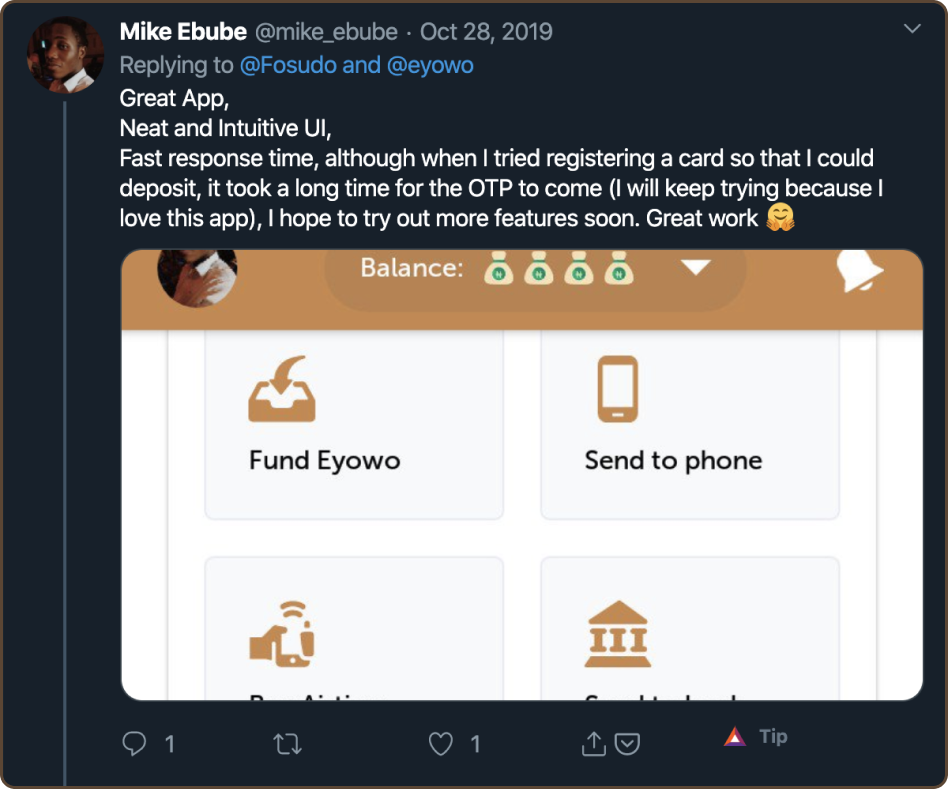 Mike Ebube @mike_ebube · Oct 28, 2019
Replying to @Fosudo and @eyowo
Great App,
Neat and Intuitive UI,
Fast response time, although when I tried registering a card so that I could
deposit, it took a long time for the OTP to come (I will keep trying because I
love this app), I hope to try out more features soon. Great work 🤗
Balance:
Fund Eyowo
Send to phone
1
1
Tip